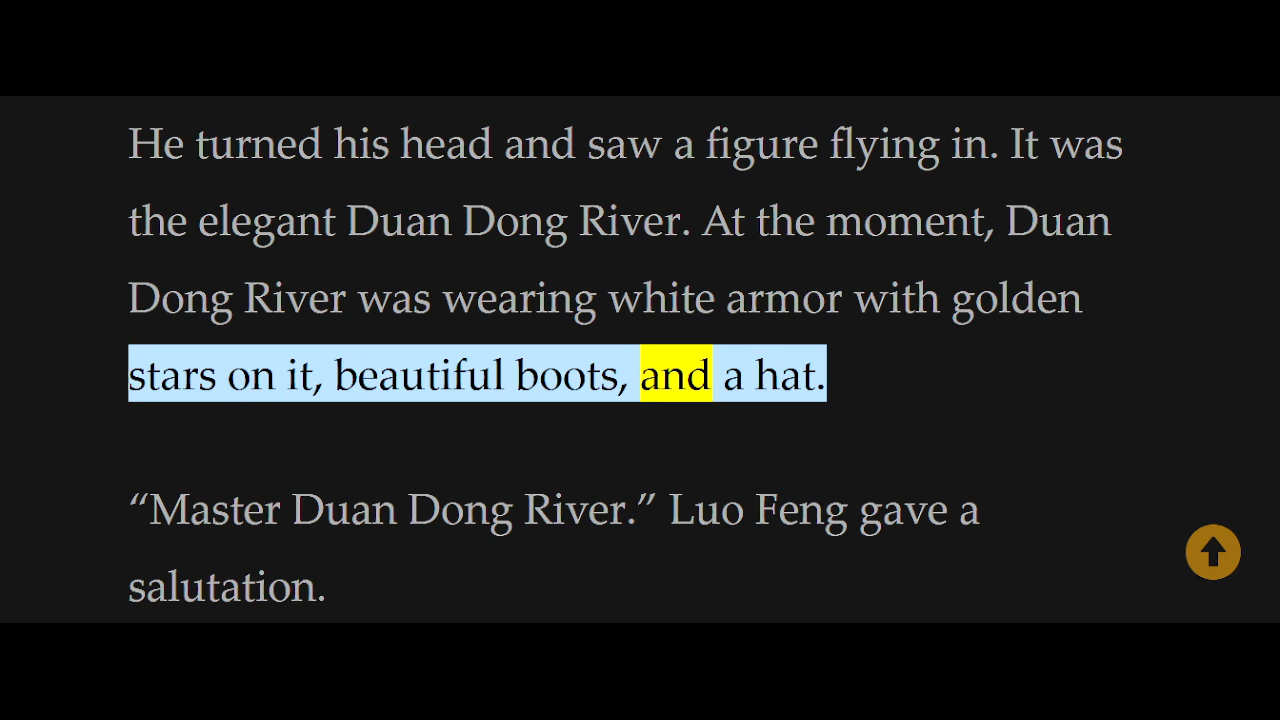 He turned his head and saw a figure flying in. It was
the elegant Duan Dong River. At the moment, Duan
Dong River was wearing white armor with golden
stars on it, beautiful boots, and a hat.
“Master Duan Dong River.” Luo Feng gave a
salutation.